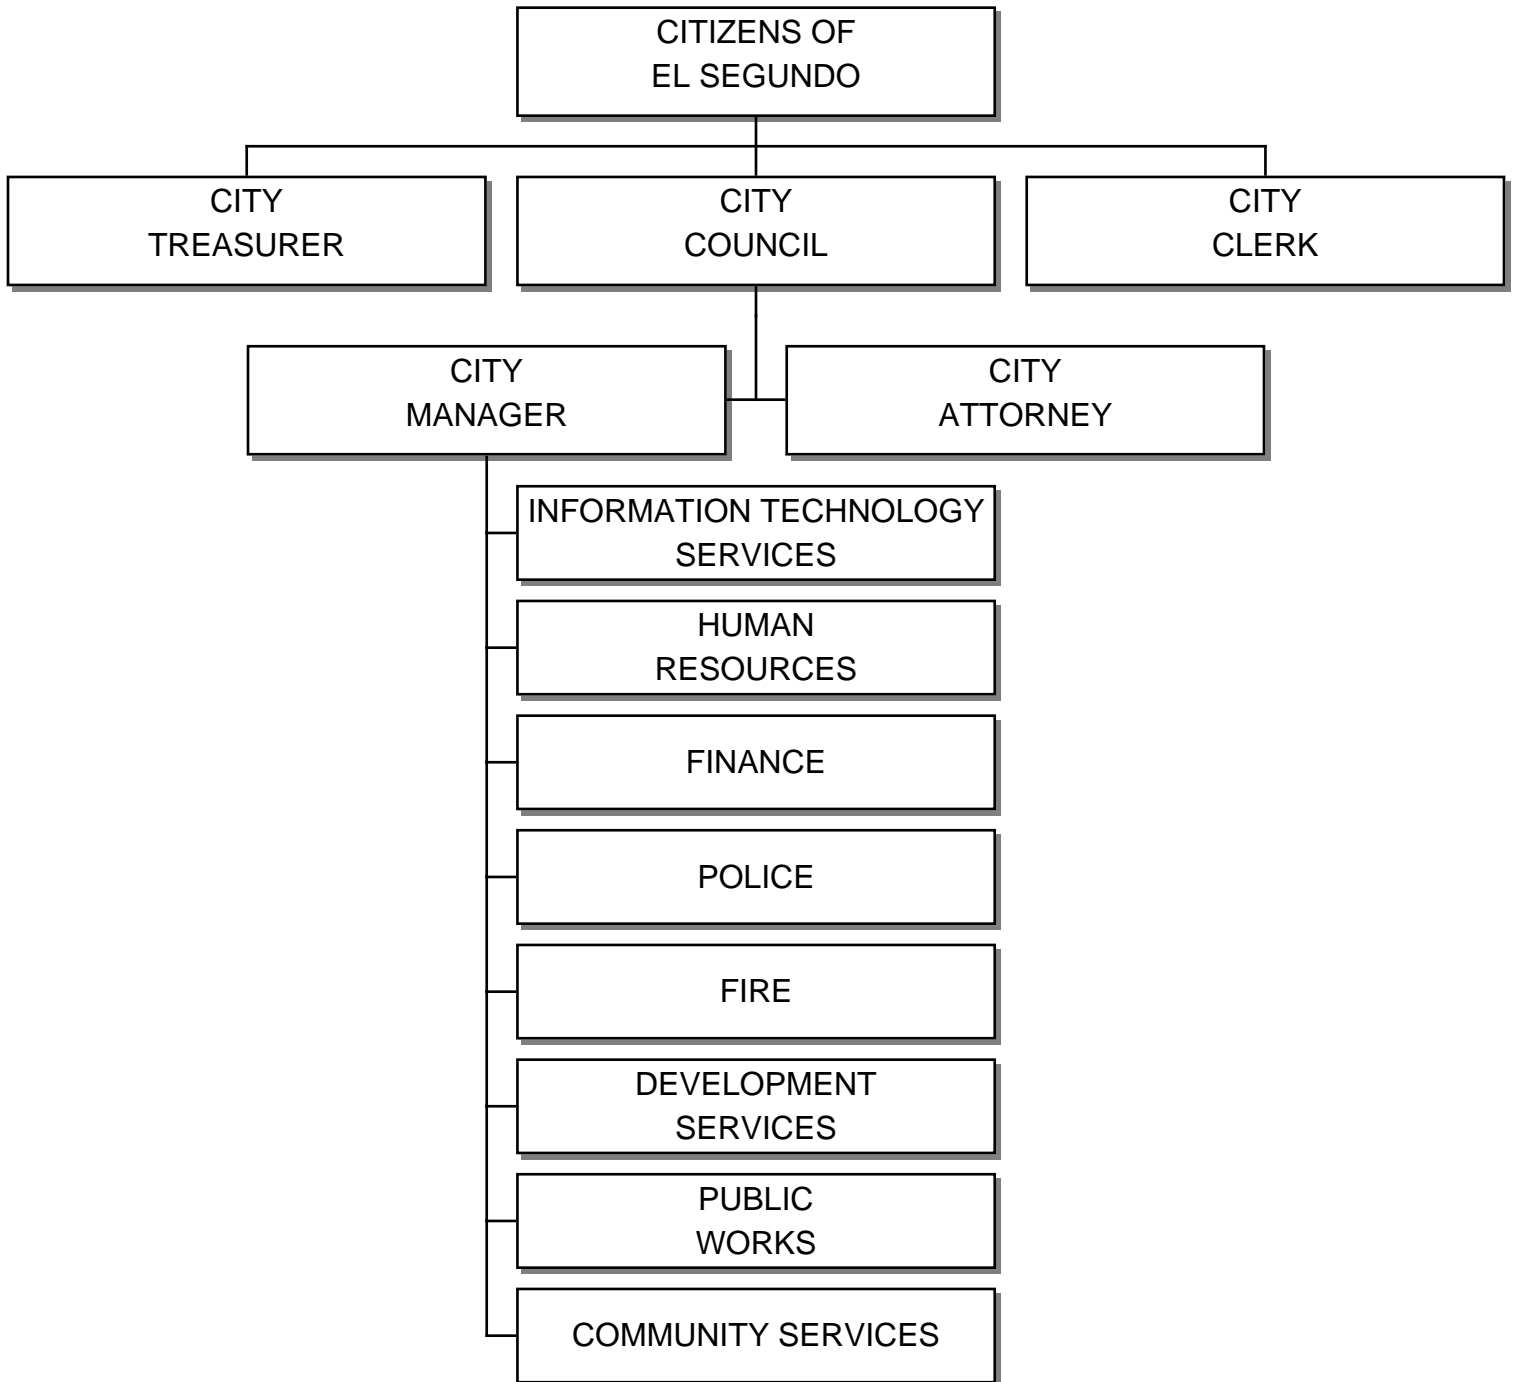 CITIZENS OF
EL SEGUNDO
CITY
TREASURER
CITY
COUNCIL
CITY
CLERK
CITY
MANAGER
CITY
ATTORNEY
INFORMATION TECHNOLOGY
SERVICES
HUMAN
RESOURCES
FINANCE
POLICE
FIRE
DEVELOPMENT
SERVICES
PUBLIC
WORKS
COMMUNITY SERVICES